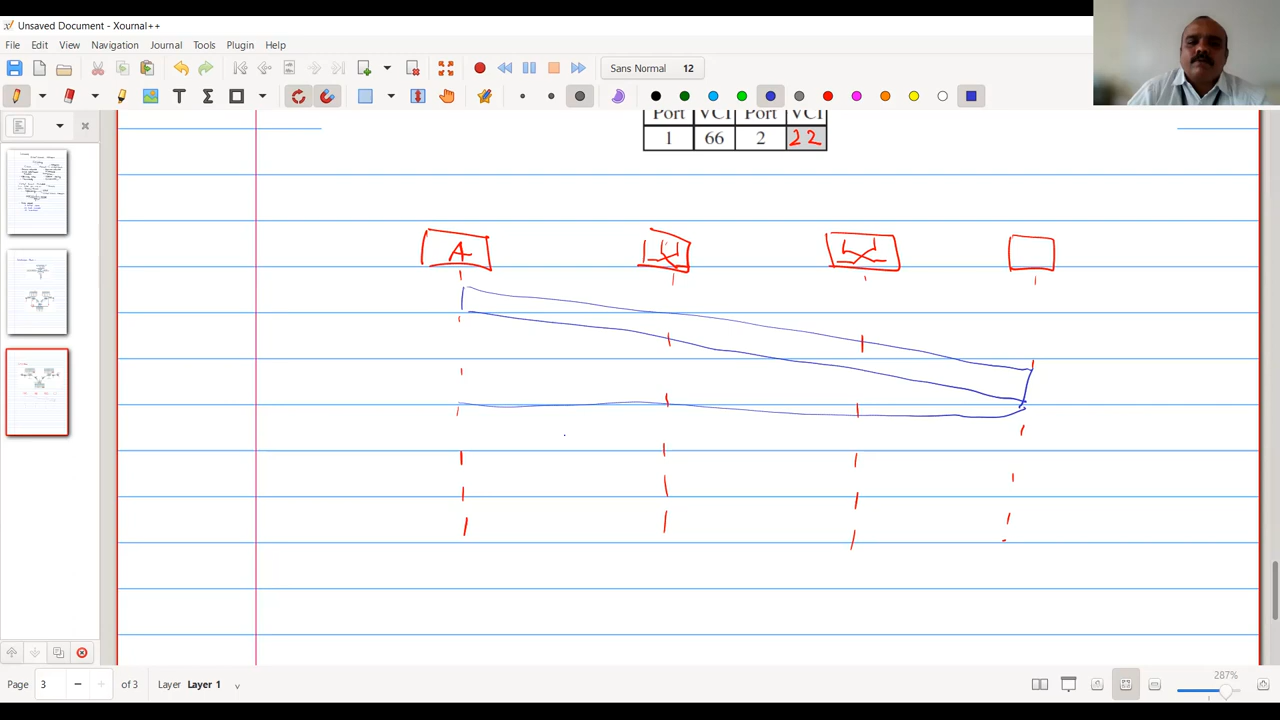 Unsaved Document - Xournal++
File Edit View Navigation Journal Tools Plugin Help
Sans Normal 12
Port VCI Port VCI
1 66 2 22
A
Page 3 of 3 Layer Layer 1
287%